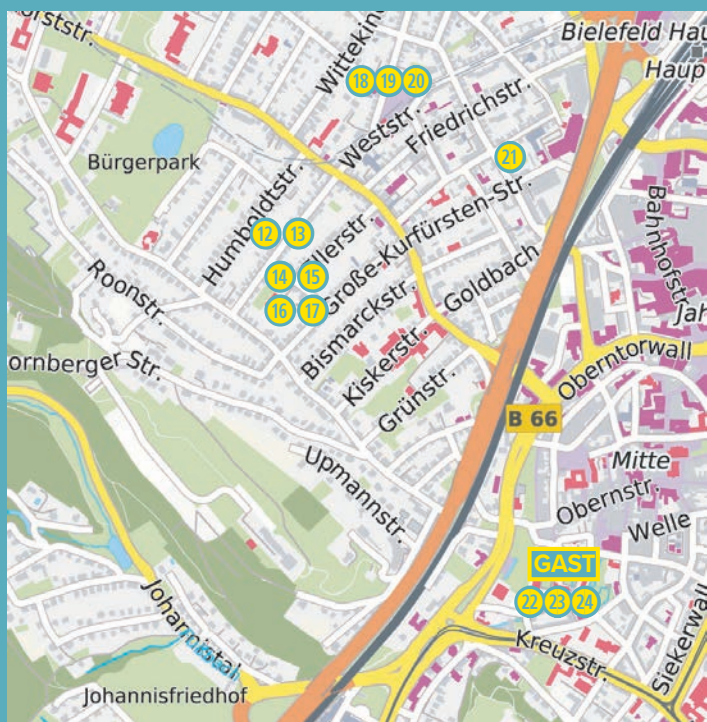 orststr.
Wittekind
Bielefeld Hau
Haup
18 19 20
Weststr.
Friedrichstr.
21
Bürgerpark
Humboldtstr.
12 13
illerstr.
Große-Kurfürsten-Str.
Bahnhofstr.
14 15
16 17
Roonstr.
Goldbach
Bismarckstr.
Jah
Kiskerstr.
Oberntorwall
ornberger Str.
Grünstr.
B 66
Mitte
Upmannstr.
Obernstr.
Welle
GAST
22 23 24
Johannistal
Kreuzstr.
Siekerwall
Johannisfriedhof